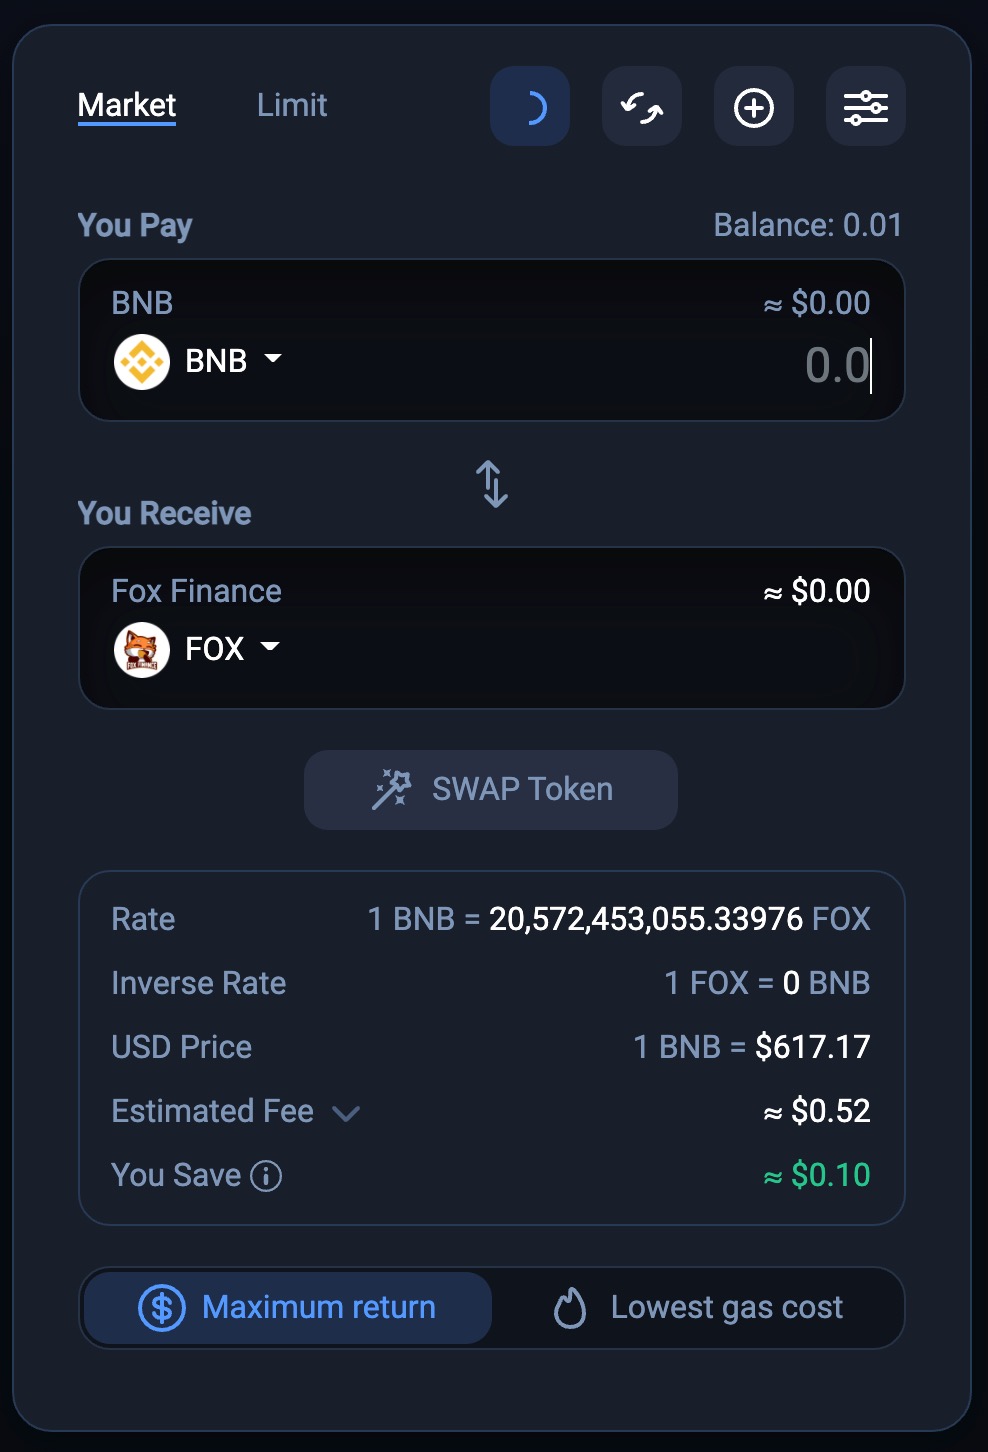 Market Limit
You Pay Balance: 0.01
BNB ≈ $0.00
BNB 0.0
You Receive
Fox Finance ≈ $0.00
FOX
FOX FINANCE
SWAP Token
Rate 1 BNB = 20,572,453,055.33976 FOX
Inverse Rate 1 FOX = 0 BNB
USD Price 1 BNB = $617.17
Estimated Fee ≈ $0.52
You Save ≈ $0.10
Maximum return Lowest gas cost